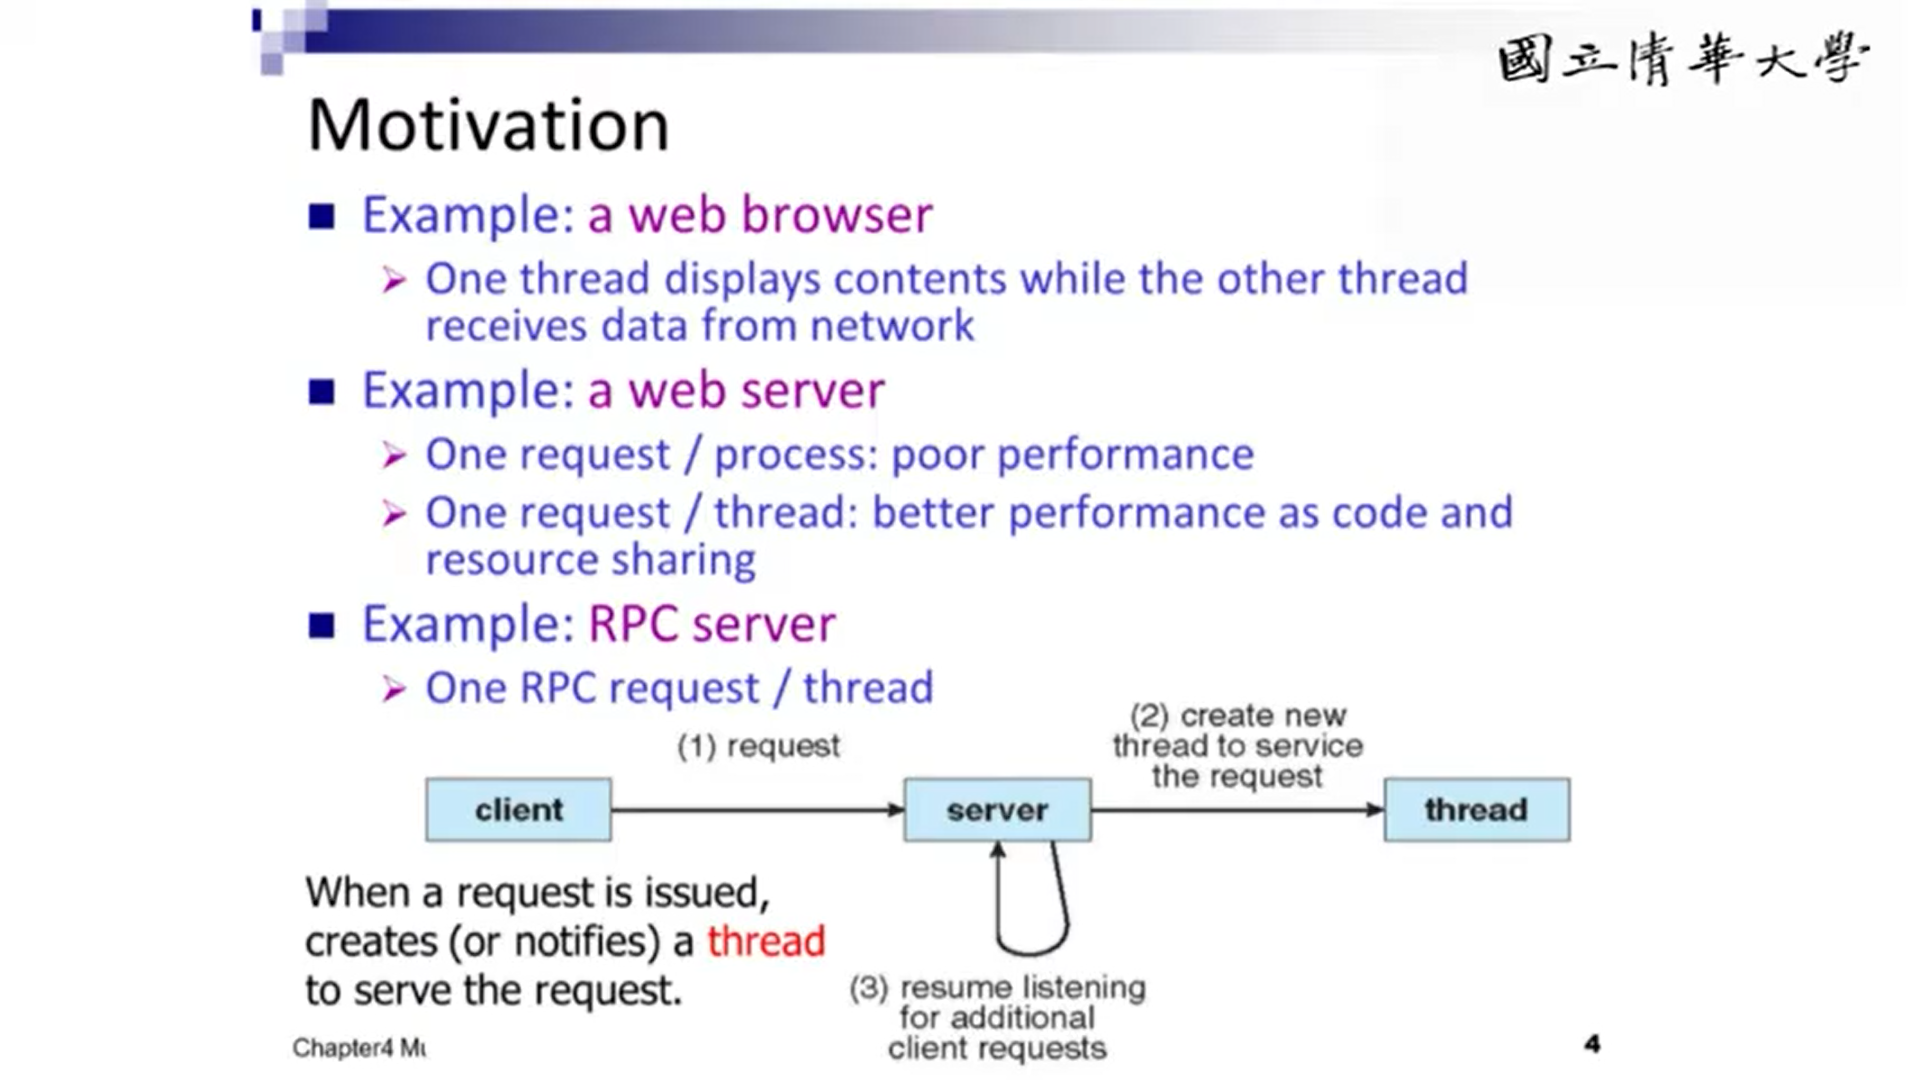 國立清華大學
Motivation
Example: a web browser
One thread displays contents while the other thread
receives data from network
Example: a web server
One request / process: poor performance
One request / thread: better performance as code and
resource sharing
Example: RPC server
One RPC request / thread
(1) request
(2) create new
thread to service
the request
client
server
thread
When a request is issued,
creates (or notifies) a thread
to serve the request.
(3) resume listening
for additional
client requests
Chapter4 Mu
4